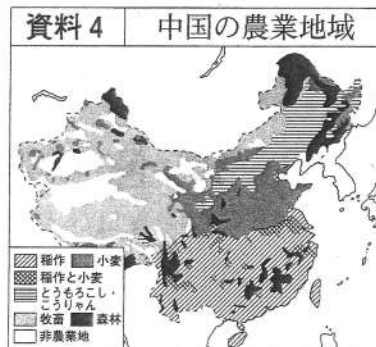 資料4 中国の農業地域
稲作 小麦
稲作と小麦
とうもろこし・
こうりゃん
牧畜 森林
非農業地